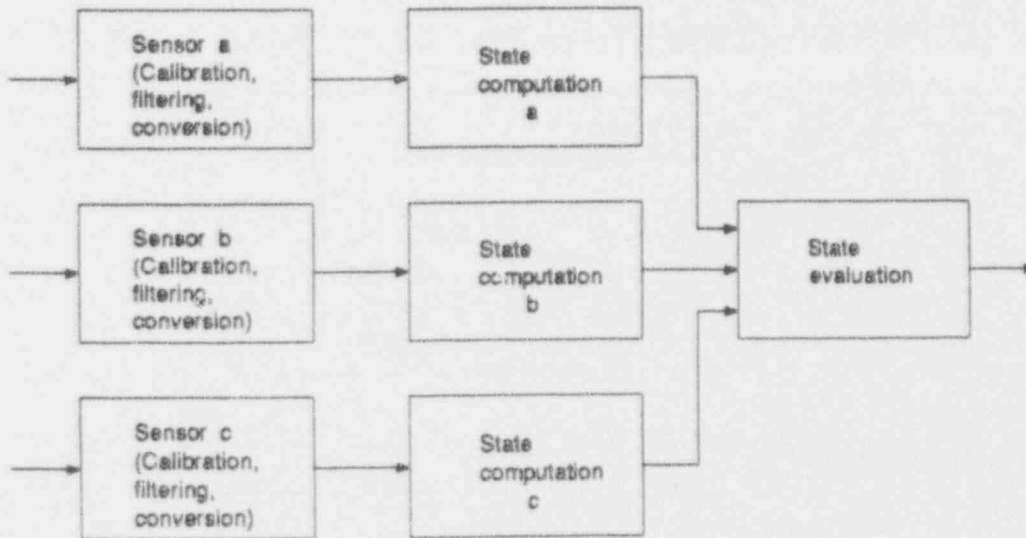 Sensor a
(Calibration,
filtering,
conversion)
State
computation
a
Sensor b
(Calibration,
filtering,
conversion)
State
computation
b
State
evaluation
Sensor c
(Calibration,
filtering,
conversion)
State
computation
c